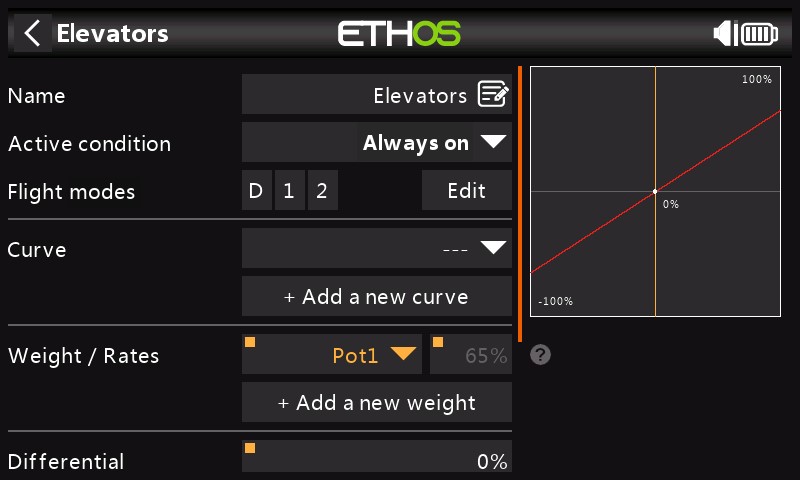 Elevators
ETHOS
Name
Elevators
Active condition
Always on
Flight modes
D 1 2
Edit
Curve
---
+ Add a new curve
Weight / Rates
Pot1
65%
+ Add a new weight
Differential
0%
100%
0%
-100%
?